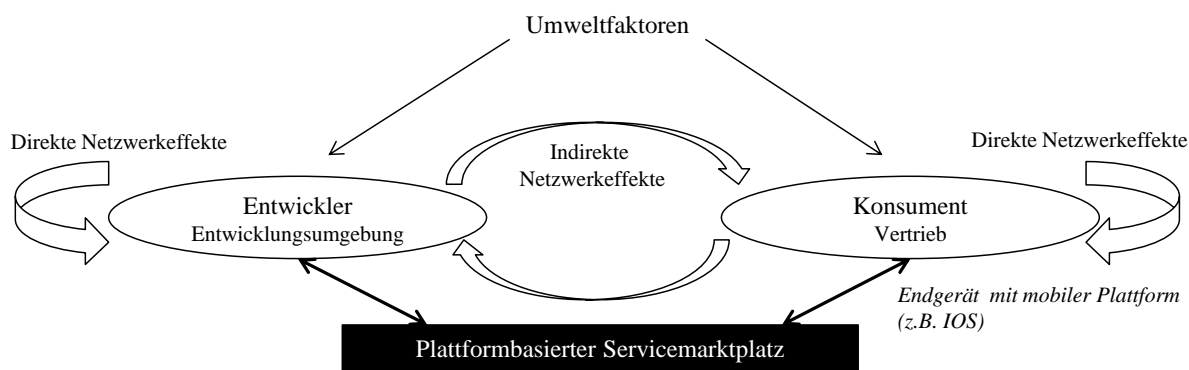 Umweltfaktoren
Direkte Netzwerkeffekte
Indirekte
Netzwerkeffekte
Direkte Netzwerkeffekte
Entwickler
Entwicklungsumgebung
Konsument
Vertrieb
Endgerät mit mobiler Plattform
(z.B. IOS)
Plattformbasierter Servicemarktplatz